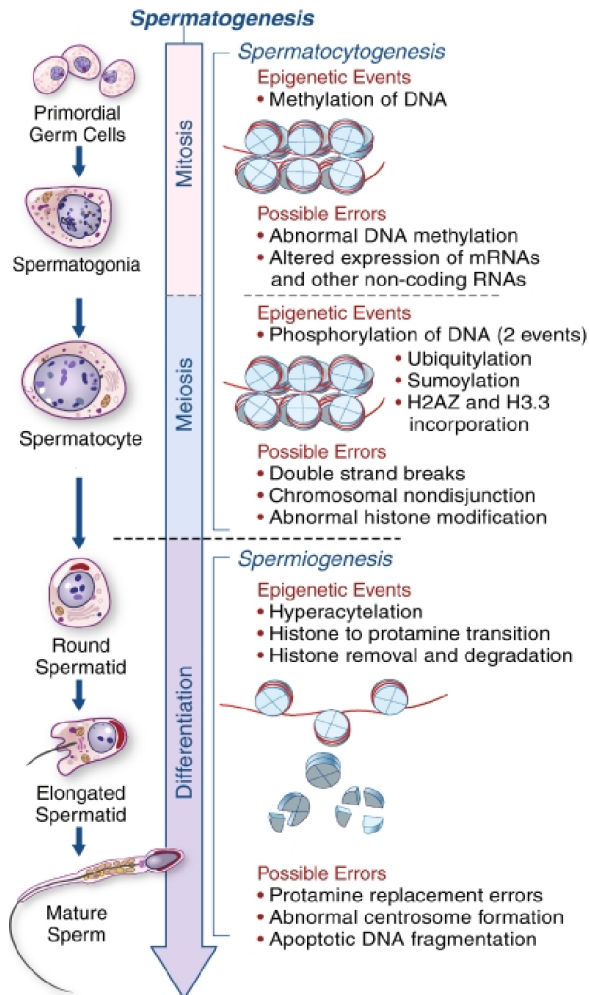 Spermatogenesis
Spermatocytogenesis
Epigenetic Events
• Methylation of DNA
Primordial
Germ Cells
Mitosis
Possible Errors
• Abnormal DNA methylation
• Altered expression of mRNAs
and other non-coding RNAs
Spermatogonia
Epigenetic Events
• Phosphorylation of DNA (2 events)
• Ubiquitylation
• Sumoylation
• H2AZ and H3.3
incorporation
Meiosis
Spermatocyte
Possible Errors
• Double strand breaks
• Chromosomal nondisjunction
• Abnormal histone modification
Spermiogenesis
Epigenetic Events
• Hyperacytelation
• Histone to protamine transition
• Histone removal and degradation
Round
Spermatid
Differentiation
Elongated
Spermatid
Possible Errors
• Protamine replacement errors
• Abnormal centrosome formation
• Apoptotic DNA fragmentation
Mature
Sperm